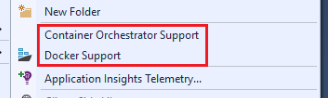 New Folder
Container Orchestrator Support
Docker Support
Application Insights Telemetry...